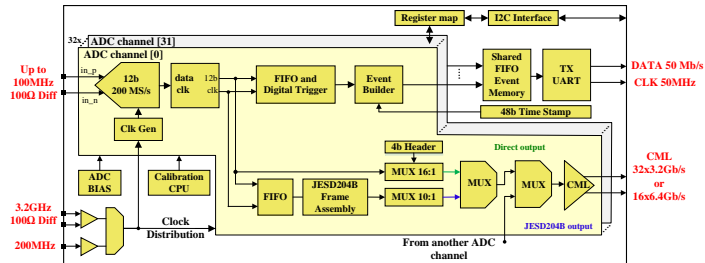 Register map
I2C Interface
32x
ADC channel [31]
ADC channel [0]
Up to
100MHz
100Ω Diff
in_p
in_n
12b
200 MS/s
data
clk
12b
clk
FIFO and
Digital Trigger
Event
Builder
Shared
FIFO
Event
Memory
TX
UART
DATA 50 Mb/s
CLK 50MHz
Clk Gen
48b Time Stamp
4b Header
Direct output
ADC
BIAS
Calibration
CPU
FIFO
JESD204B
Frame
Assembly
MUX 16:1
MUX 10:1
MUX
MUX
CML
CML
32x3.2Gb/s
or
16x6.4Gb/s
3.2GHz
100Ω Diff
200MHz
Clock
Distribution
From another ADC
channel
JESD204B output